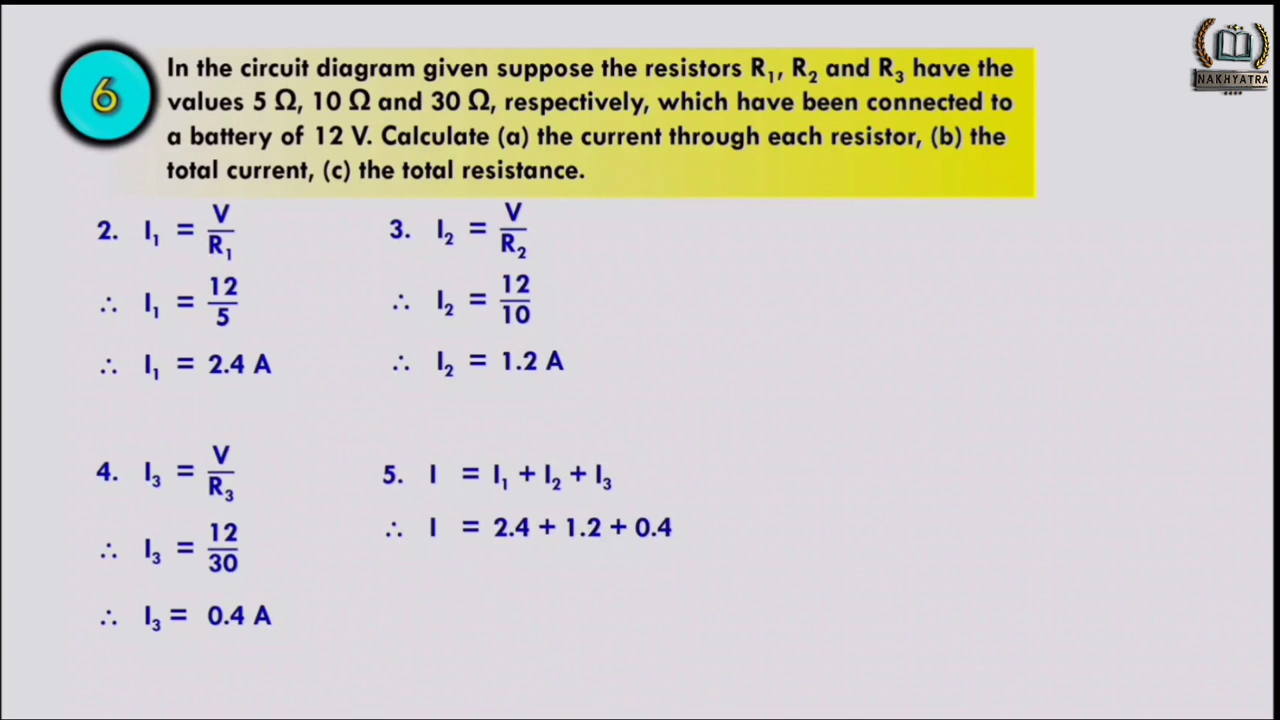 6
In the circuit diagram given suppose the resistors R₁, R₂ and R₃ have the
values 5 Ω, 10 Ω and 30 Ω, respectively, which have been connected to
a battery of 12 V. Calculate (a) the current through each resistor, (b) the
total current, (c) the total resistance.
2. I₁ = V/R₁
∴ I₁ = 12/5
∴ I₁ = 2.4 A
3. I₂ = V/R₂
∴ I₂ = 12/10
∴ I₂ = 1.2 A
4. I₃ = V/R₃
∴ I₃ = 12/30
∴ I₃ = 0.4 A
5. I = I₁ + I₂ + I₃
∴ I = 2.4 + 1.2 + 0.4
NAKHYATRA